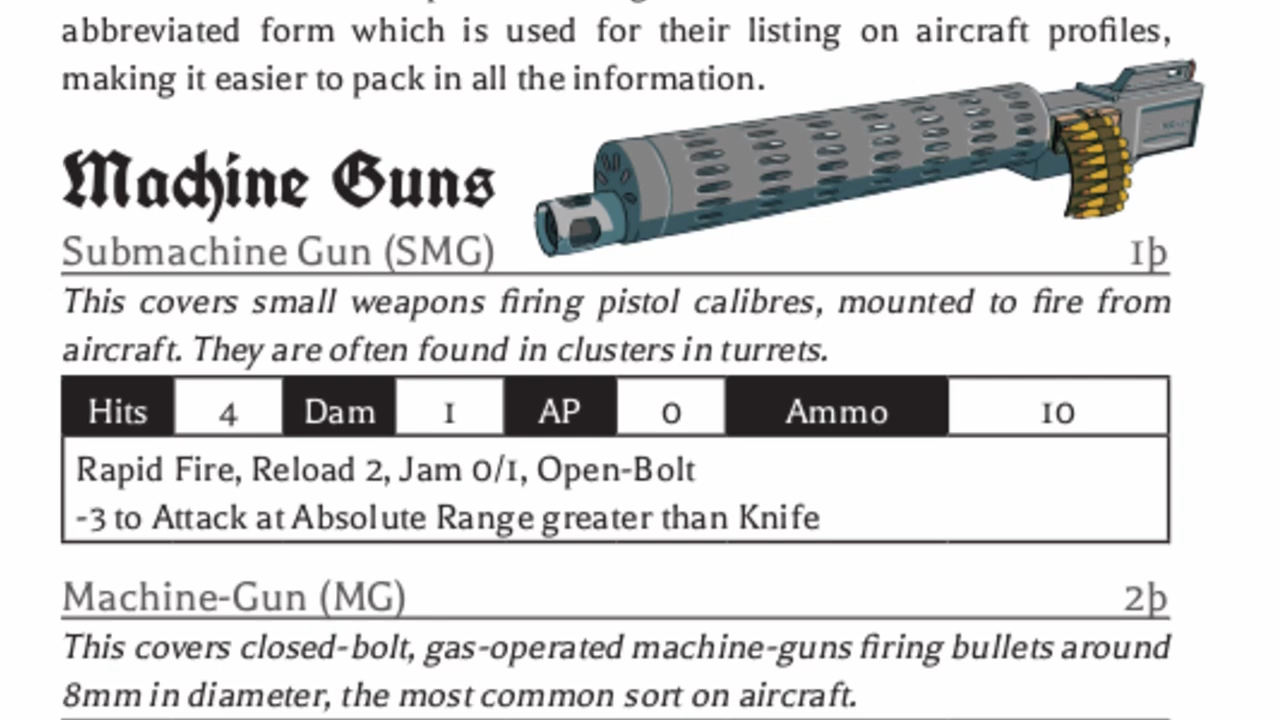 abbreviated form which is used for their listing on aircraft profiles,
making it easier to pack in all the information.
Machine Guns
Submachine Gun (SMG) 1þ
This covers small weapons firing pistol calibres, mounted to fire from
aircraft. They are often found in clusters in turrets.
Hits 4 Dam 1 AP 0 Ammo 10
Rapid Fire, Reload 2, Jam 0/1, Open-Bolt
-3 to Attack at Absolute Range greater than Knife
Machine-Gun (MG) 2þ
This covers closed-bolt, gas-operated machine-guns firing bullets around
8mm in diameter, the most common sort on aircraft.